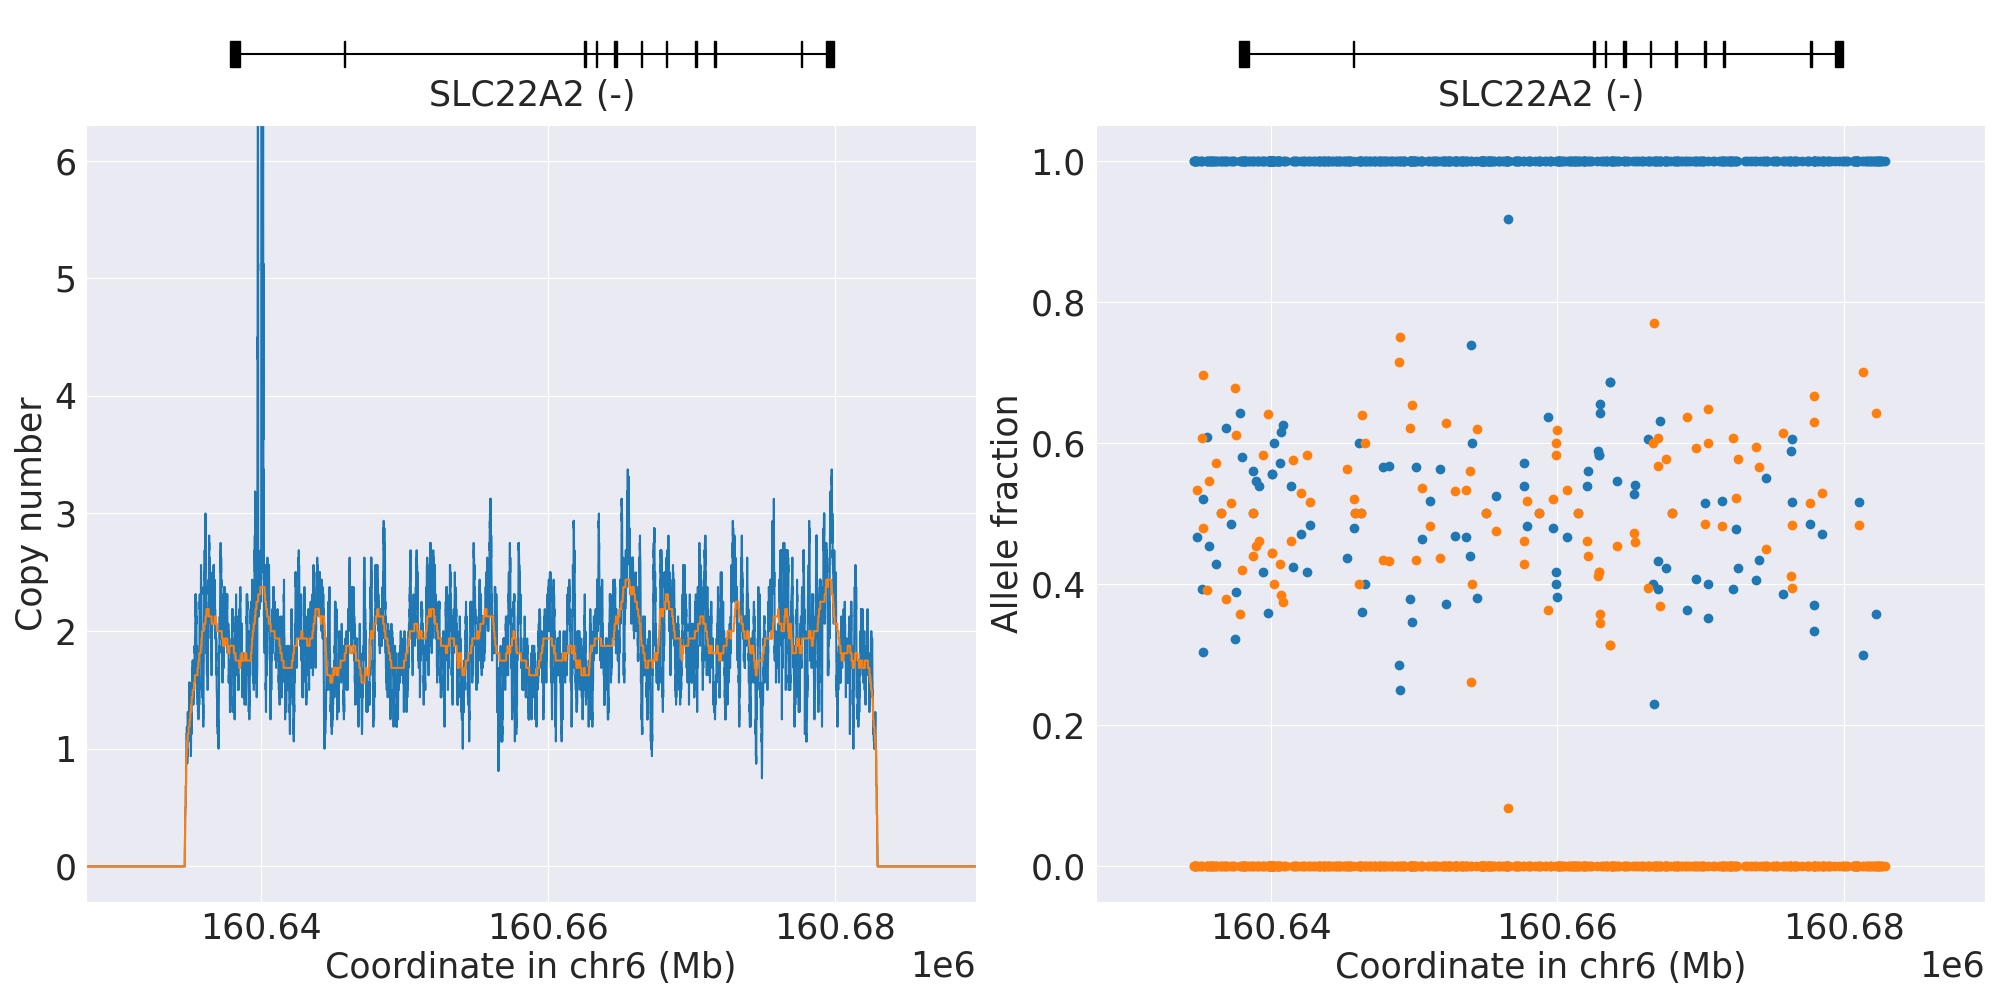 SLC22A2 (-)
6
5
4
3
2
1
0
Copy number
160.64 160.66 160.68
Coordinate in chr6 (Mb) 1e6
SLC22A2 (-)
1.0
0.8
0.6
0.4
0.2
0.0
Allele fraction
160.64 160.66 160.68
Coordinate in chr6 (Mb) 1e6